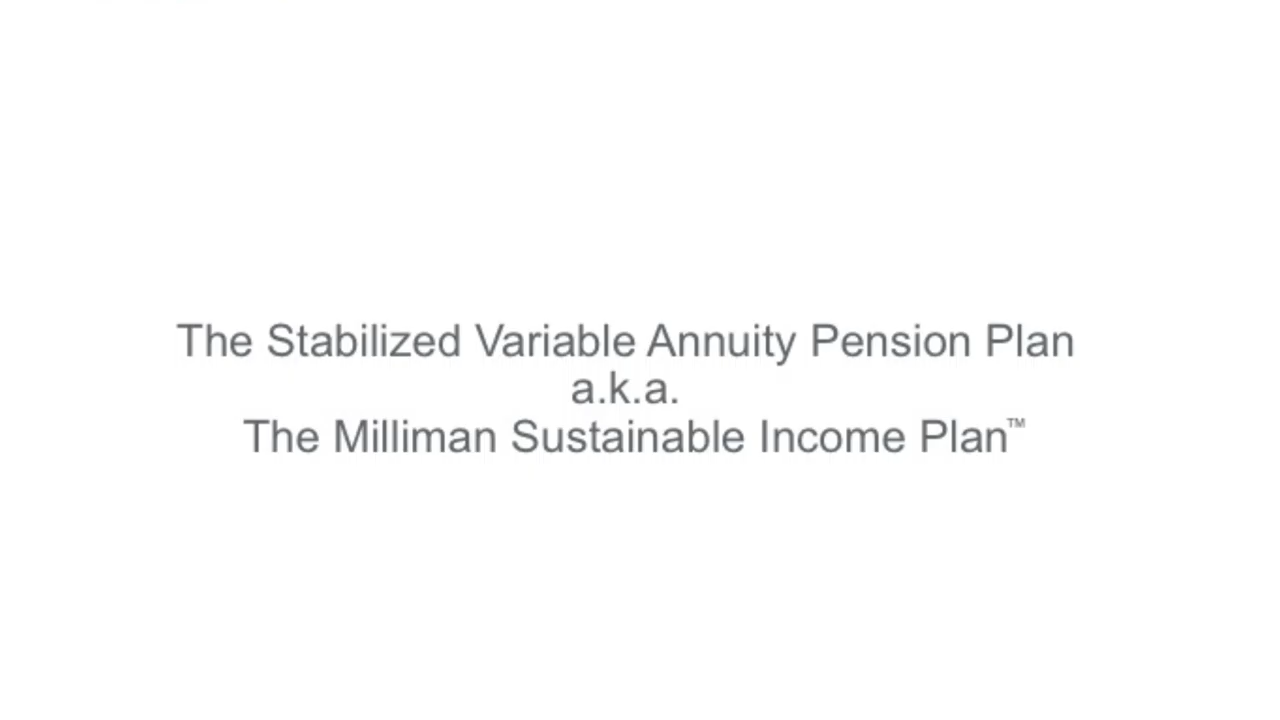 The Stabilized Variable Annuity Pension Plan
a.k.a.
The Milliman Sustainable Income Plan™